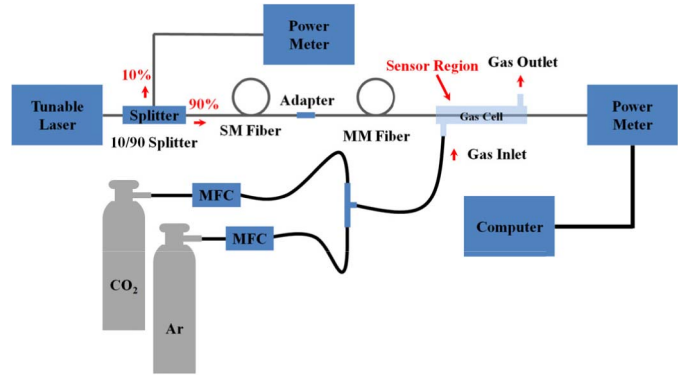 Power
Meter
Sensor Region
Gas Outlet
10%
90%
Tunable
Laser
Splitter
10/90 Splitter
SM Fiber
Adapter
MM Fiber
Gas Cell
Power
Meter
Gas Inlet
MFC
MFC
Computer
CO₂
Ar